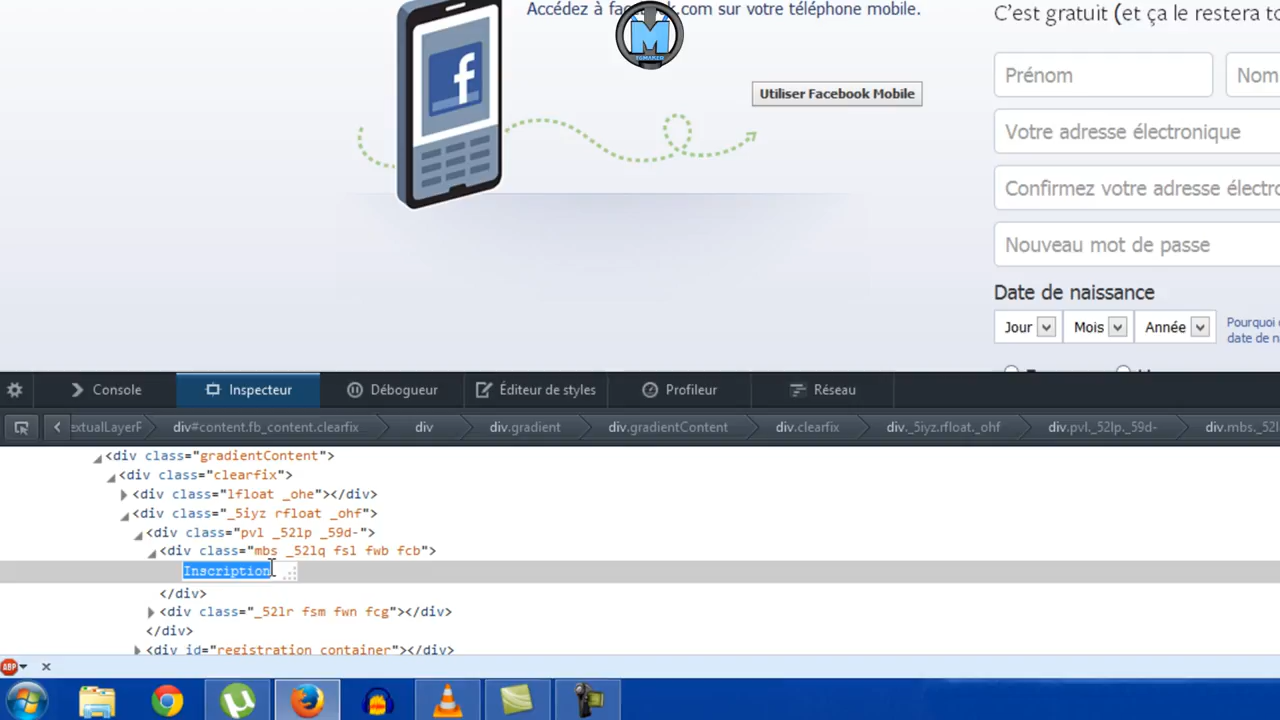 Accédez à facebook.com sur votre téléphone mobile.
C'est gratuit (et ça le restera to
M
f
Prénom
Nom
Utiliser Facebook Mobile
Votre adresse électronique
Confirmez votre adresse électro
Nouveau mot de passe
Date de naissance
Jour
Mois
Année
Pourquoi
date de n
Console
Inspecteur
Débogueur
Éditeur de styles
Profileur
Réseau
extualLayerP
div#content.fb_content.clearfix
div
div.gradient
div.gradientContent
div.clearfix
div._5iyz.rfloat._ohf
div.pvl._52lp._59d-
div.mbs._52l
<div class="gradientContent">
<div class="clearfix">
<div class="lfloat _ohe"></div>
<div class="_5iyz rfloat _ohf">
<div class="pvl _52lp _59d-">
<div class="mbs _52lq fsl fwb fcb">
Inscription
</div>
<div class="_52lr fsm fwn fcg"></div>
</div>
<div id="registration_container"></div>
ABP